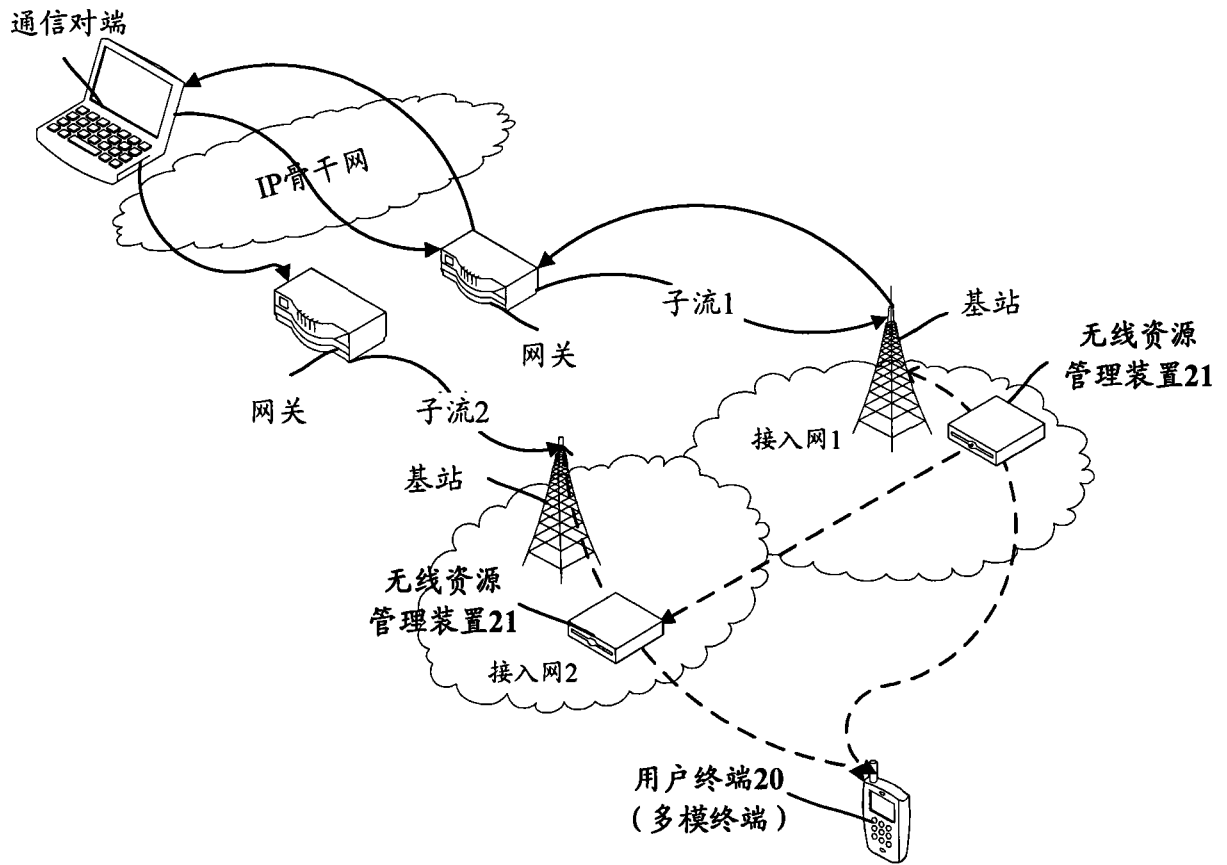 通信对端
IP骨干网
子流1
基站
网关
无线资源
管理装置21
网关
子流2
接入网1
基站
无线资源
管理装置21
接入网2
用户终端20
(多模终端)